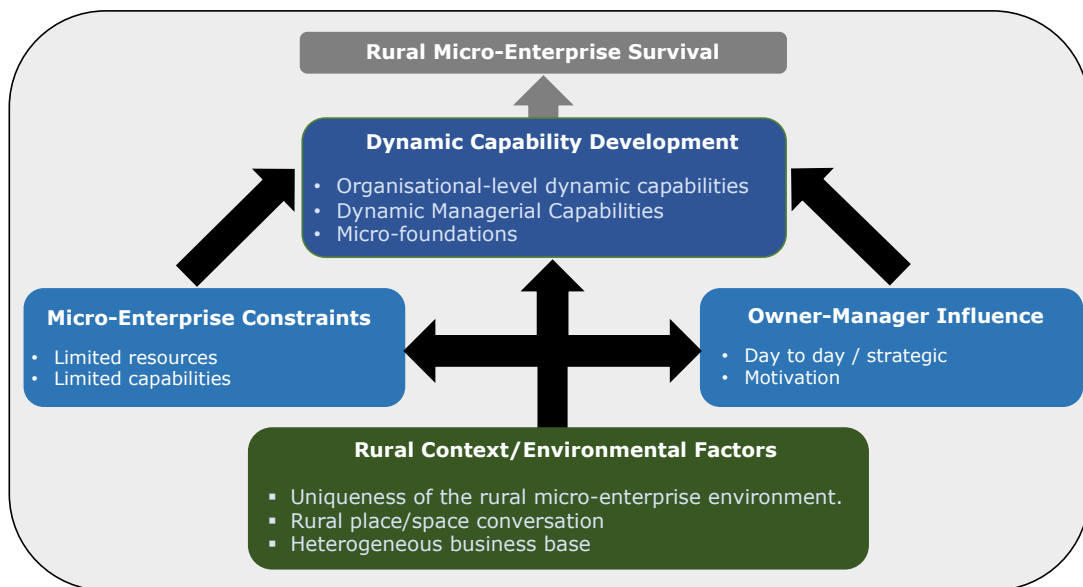 Rural Micro-Enterprise Survival
Dynamic Capability Development
• Organisational-level dynamic capabilities
• Dynamic Managerial Capabilities
• Micro-foundations
Micro-Enterprise Constraints
• Limited resources
• Limited capabilities
Owner-Manager Influence
• Day to day / strategic
• Motivation
Rural Context/Environmental Factors
▪ Uniqueness of the rural micro-enterprise environment.
▪ Rural place/space conversation
▪ Heterogeneous business base